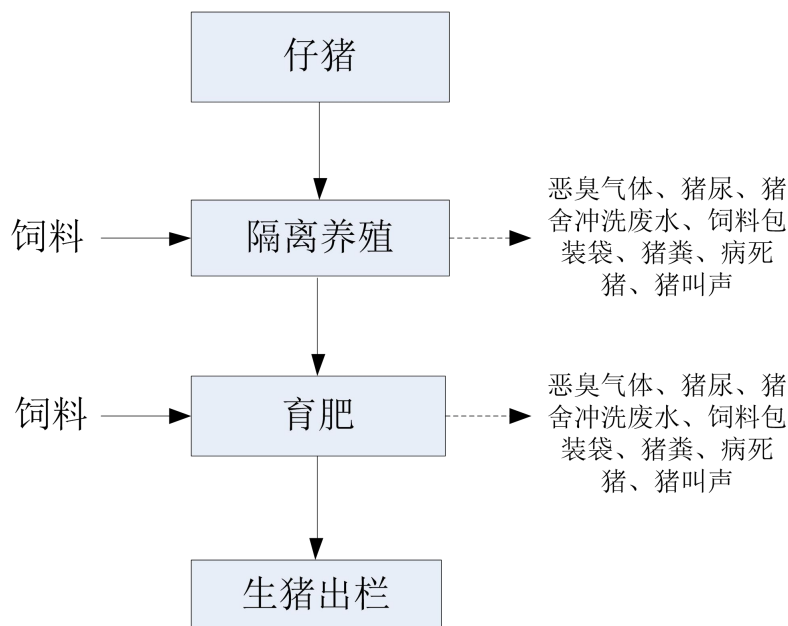 仔猪
饲料
隔离养殖
恶臭气体、猪尿、猪
舍冲洗废水、饲料包
装袋、猪粪、病死
猪、猪叫声
饲料
育肥
恶臭气体、猪尿、猪
舍冲洗废水、饲料包
装袋、猪粪、病死
猪、猪叫声
生猪出栏